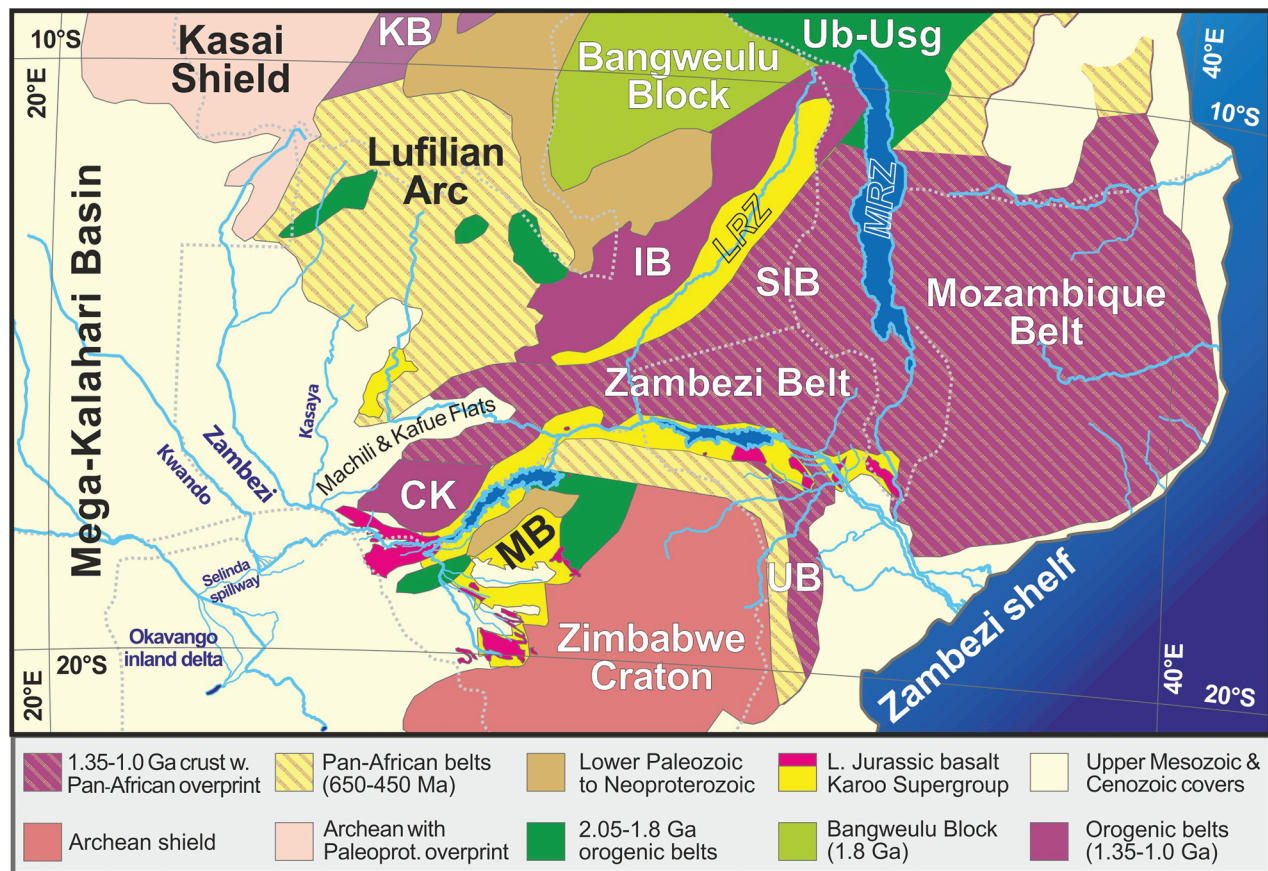 10°S
20°E
Kasai
Shield
KB
Bangweulu
Block
Ub-Usg
40°E
10°S
Lufilian
Arc
LRZ
MRZ
IB
SIB
Mozambique
Belt
Mega-Kalahari Basin
Zambezi Belt
Kasaya
Machili & Kafue Flats
Zambezi
Kwando
CK
MB
UB
Selinda
spillway
Okavango
inland delta
Zimbabwe
Craton
Zambezi shelf
20°E
20°S
40°E
20°S
1.35-1.0 Ga crust w.
Pan-African overprint
Pan-African belts
(650-450 Ma)
Lower Paleozoic
to Neoproterozoic
L. Jurassic basalt
Karoo Supergroup
Upper Mesozoic &
Cenozoic covers
Archean shield
Archean with
Paleoprot. overprint
2.05-1.8 Ga
orogenic belts
Bangweulu Block
(1.8 Ga)
Orogenic belts
(1.35-1.0 Ga)